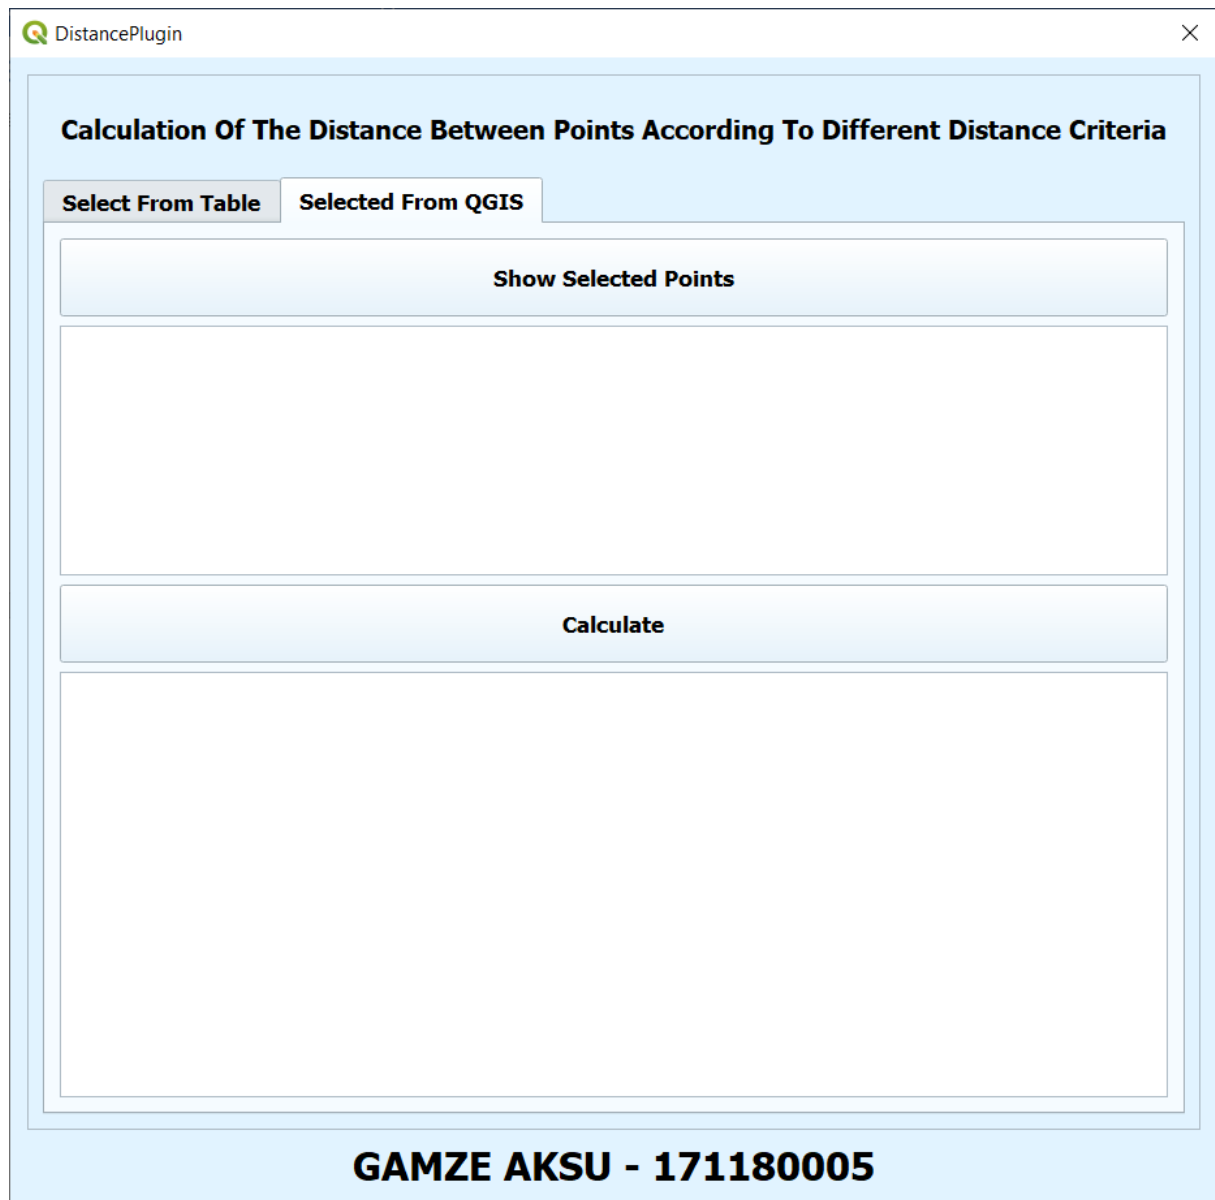 DistancePlugin
Calculation Of The Distance Between Points According To Different Distance Criteria
Select From Table
Selected From QGIS
Show Selected Points
Calculate
GAMZE AKSU - 171180005